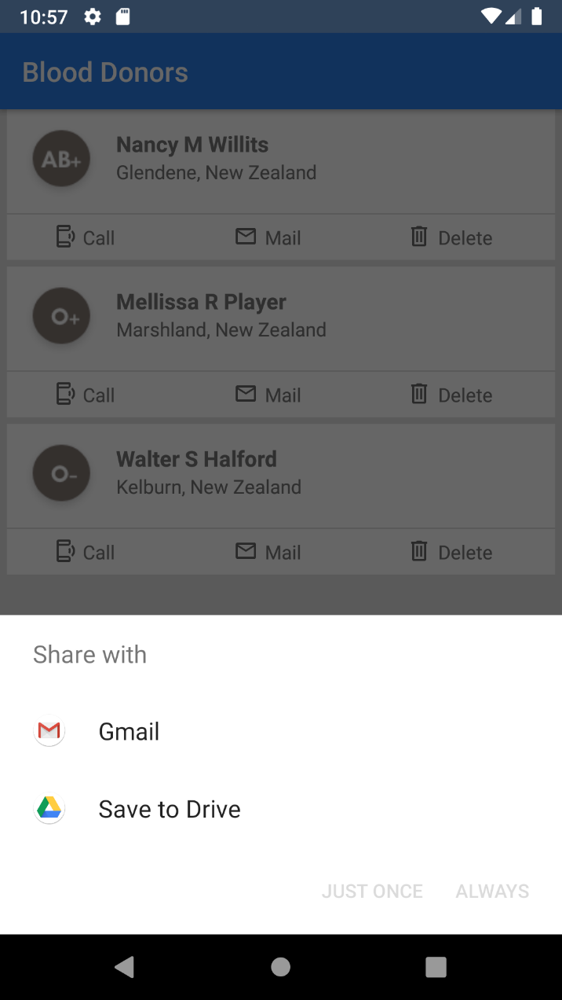 10:57
Blood Donors
AB+
Nancy M Willits
Glendene, New Zealand
Call
Mail
Delete
O+
Mellissa R Player
Marshland, New Zealand
Call
Mail
Delete
O-
Walter S Halford
Kelburn, New Zealand
Call
Mail
Delete
Share with
Gmail
Save to Drive
JUST ONCE
ALWAYS